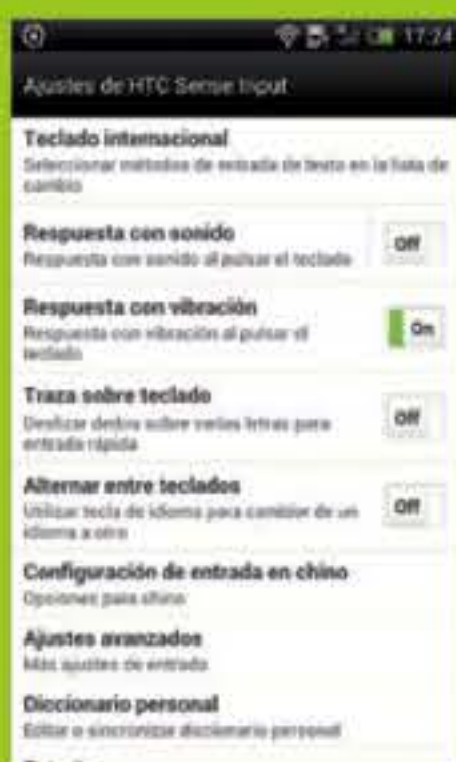 17:24
Ajustes de HTC Sense Input
Teclado internacional
Seleccionar métodos de entrada de texto en la lista de
cambio
Respuesta con sonido
Off
Respuesta con sonido al pulsar el teclado
Respuesta con vibración
On
Respuesta con vibración al pulsar el
teclado
Traza sobre teclado
Off
Deslizar dedos sobre varias letras para
entrada rápida
Alternar entre teclados
Off
Utilizar tecla de idioma para cambiar de un
idioma a otro
Configuración de entrada en chino
Opciones para chino
Ajustes avanzados
Más ajustes de entrada
Diccionario personal
Editar o sincronizar diccionario personal